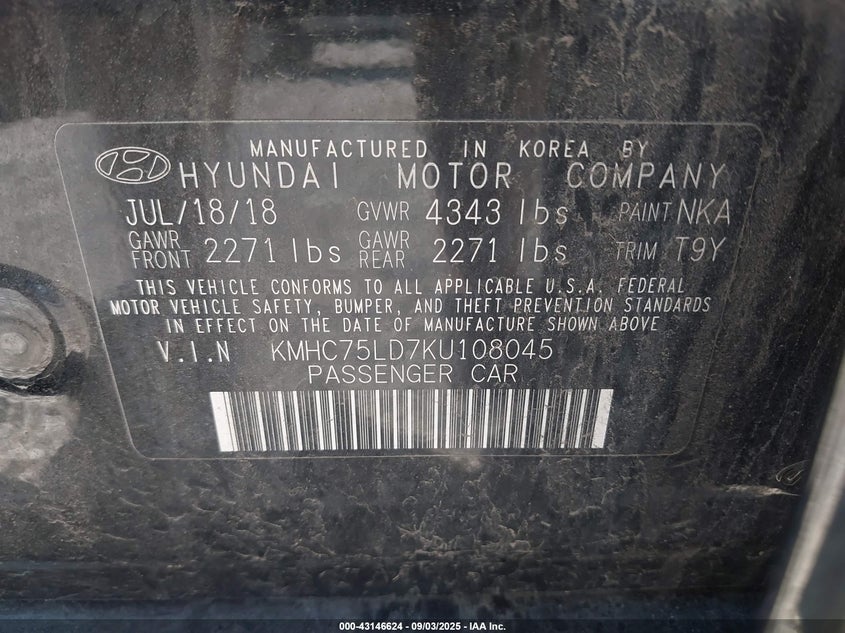 MANUFACTURED IN KOREA BY
HYUNDAI MOTOR COMPANY
JUL/18/18 GVWR 4343 lbs PAINT NKA
GAWR FRONT 2271 lbs GAWR REAR 2271 lbs TRIM T9Y
THIS VEHICLE CONFORMS TO ALL APPLICABLE U.S.A. FEDERAL
MOTOR VEHICLE SAFETY, BUMPER, AND THEFT PREVENTION STANDARDS
IN EFFECT ON THE DATE OF MANUFACTURE SHOWN ABOVE
V.I.N KMHC75LD7KU108045
PASSENGER CAR
000-43146624 - 09/03/2025 - IAA Inc.